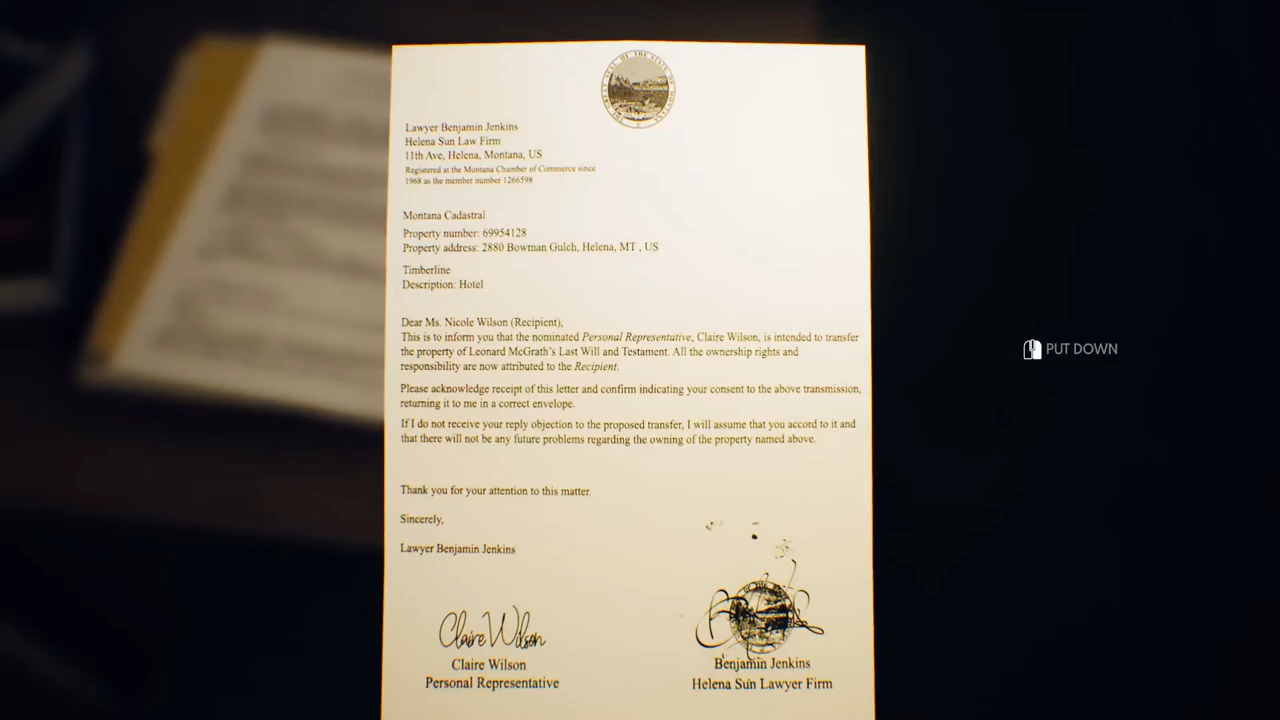 THE GREAT SEAL OF THE STATE OF MONTANA
Lawyer Benjamin Jenkins
Helena Sun Law Firm
11th Ave, Helena, Montana, US
Registered at the Montana Chamber of Commerce since
1968 as the member number 1266598
Montana Cadastral
Property number: 69954128
Property address: 2880 Bowman Gulch, Helena, MT , US
Timberline
Description: Hotel
Dear Ms. Nicole Wilson (Recipient),
This is to inform you that the nominated Personal Representative, Claire Wilson, is intended to transfer
the property of Leonard McGrath's Last Will and Testament. All the ownership rights and
responsibility are now attributed to the Recipient.
Please acknowledge receipt of this letter and confirm indicating your consent to the above transmission,
returning it to me in a correct envelope.
If I do not receive your reply objection to the proposed transfer, I will assume that you accord to it and
that there will not be any future problems regarding the owning of the property named above.
Thank you for your attention to this matter.
Sincerely,
Lawyer Benjamin Jenkins
Claire Wilson
Claire Wilson
Personal Representative
Benjamin Jenkins
Helena Sun Lawyer Firm
PUT DOWN